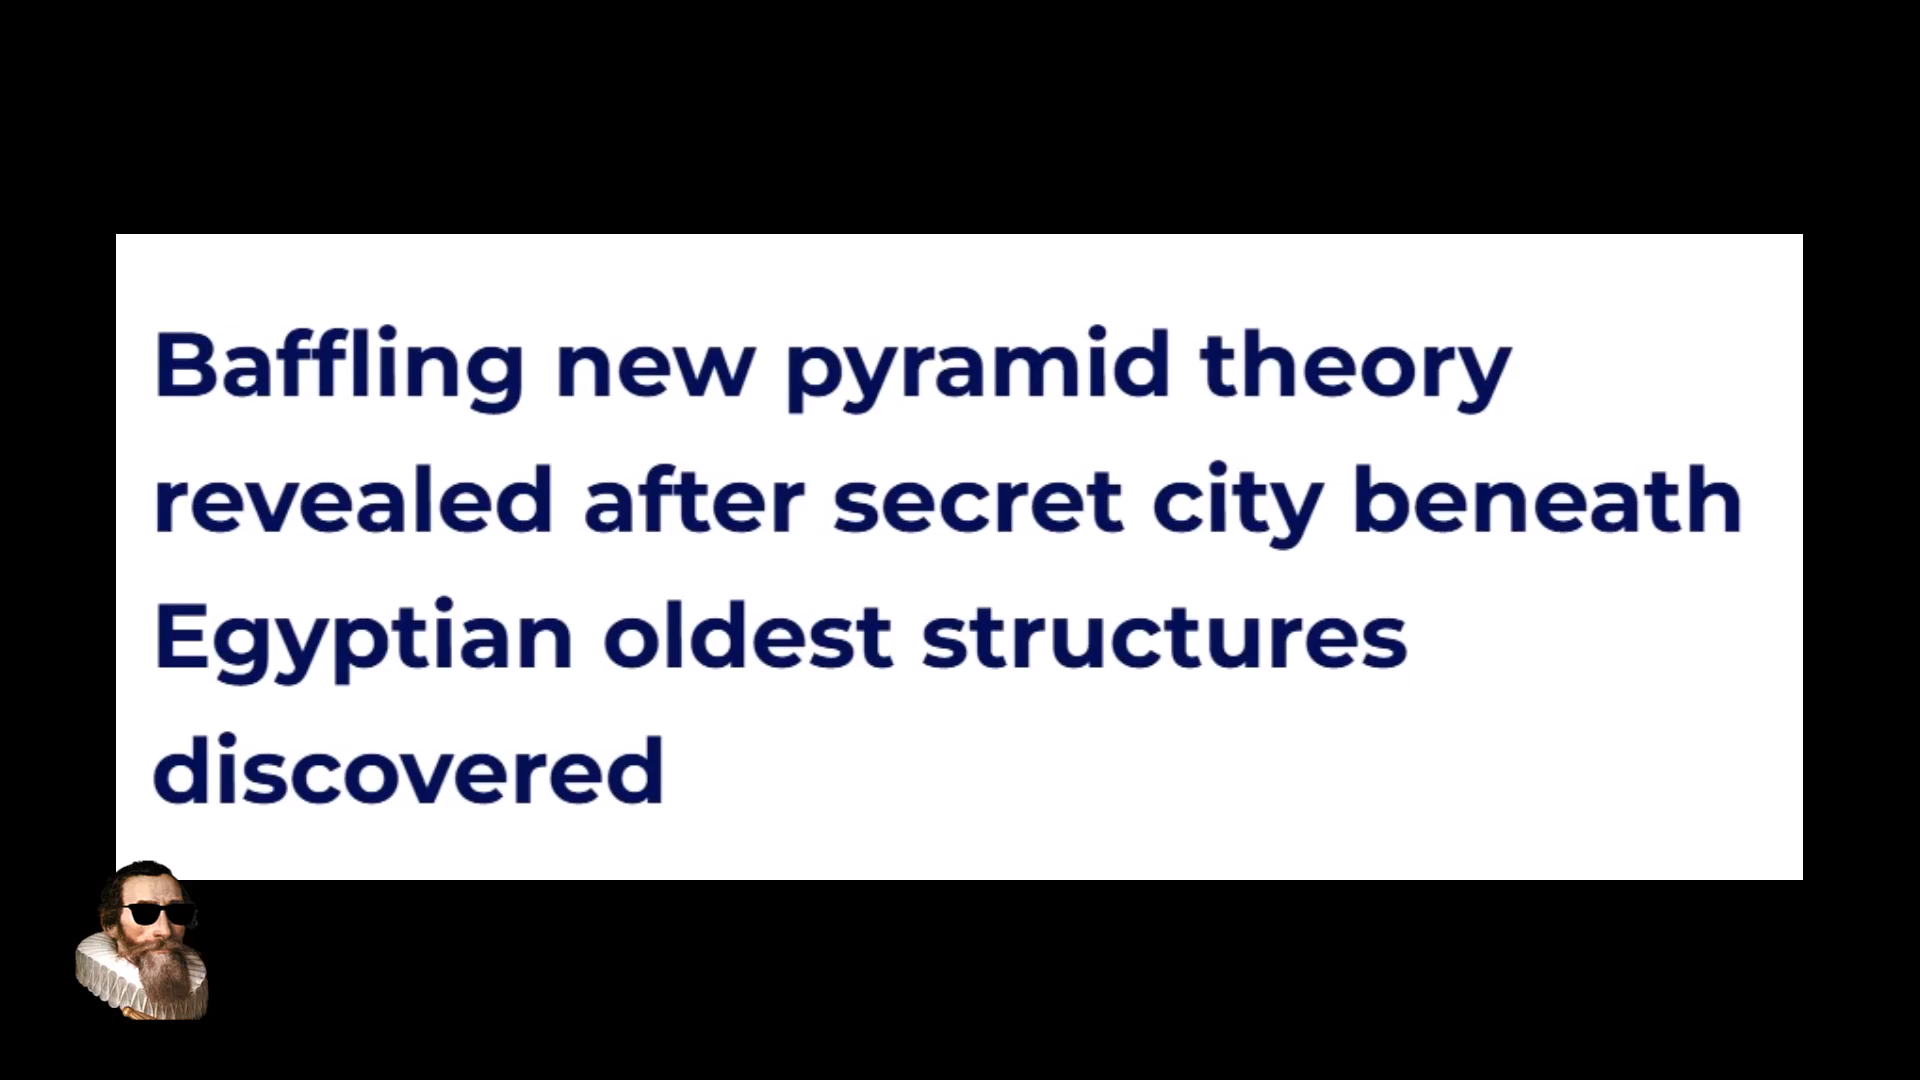 Baffling new pyramid theory
revealed after secret city beneath
Egyptian oldest structures
discovered